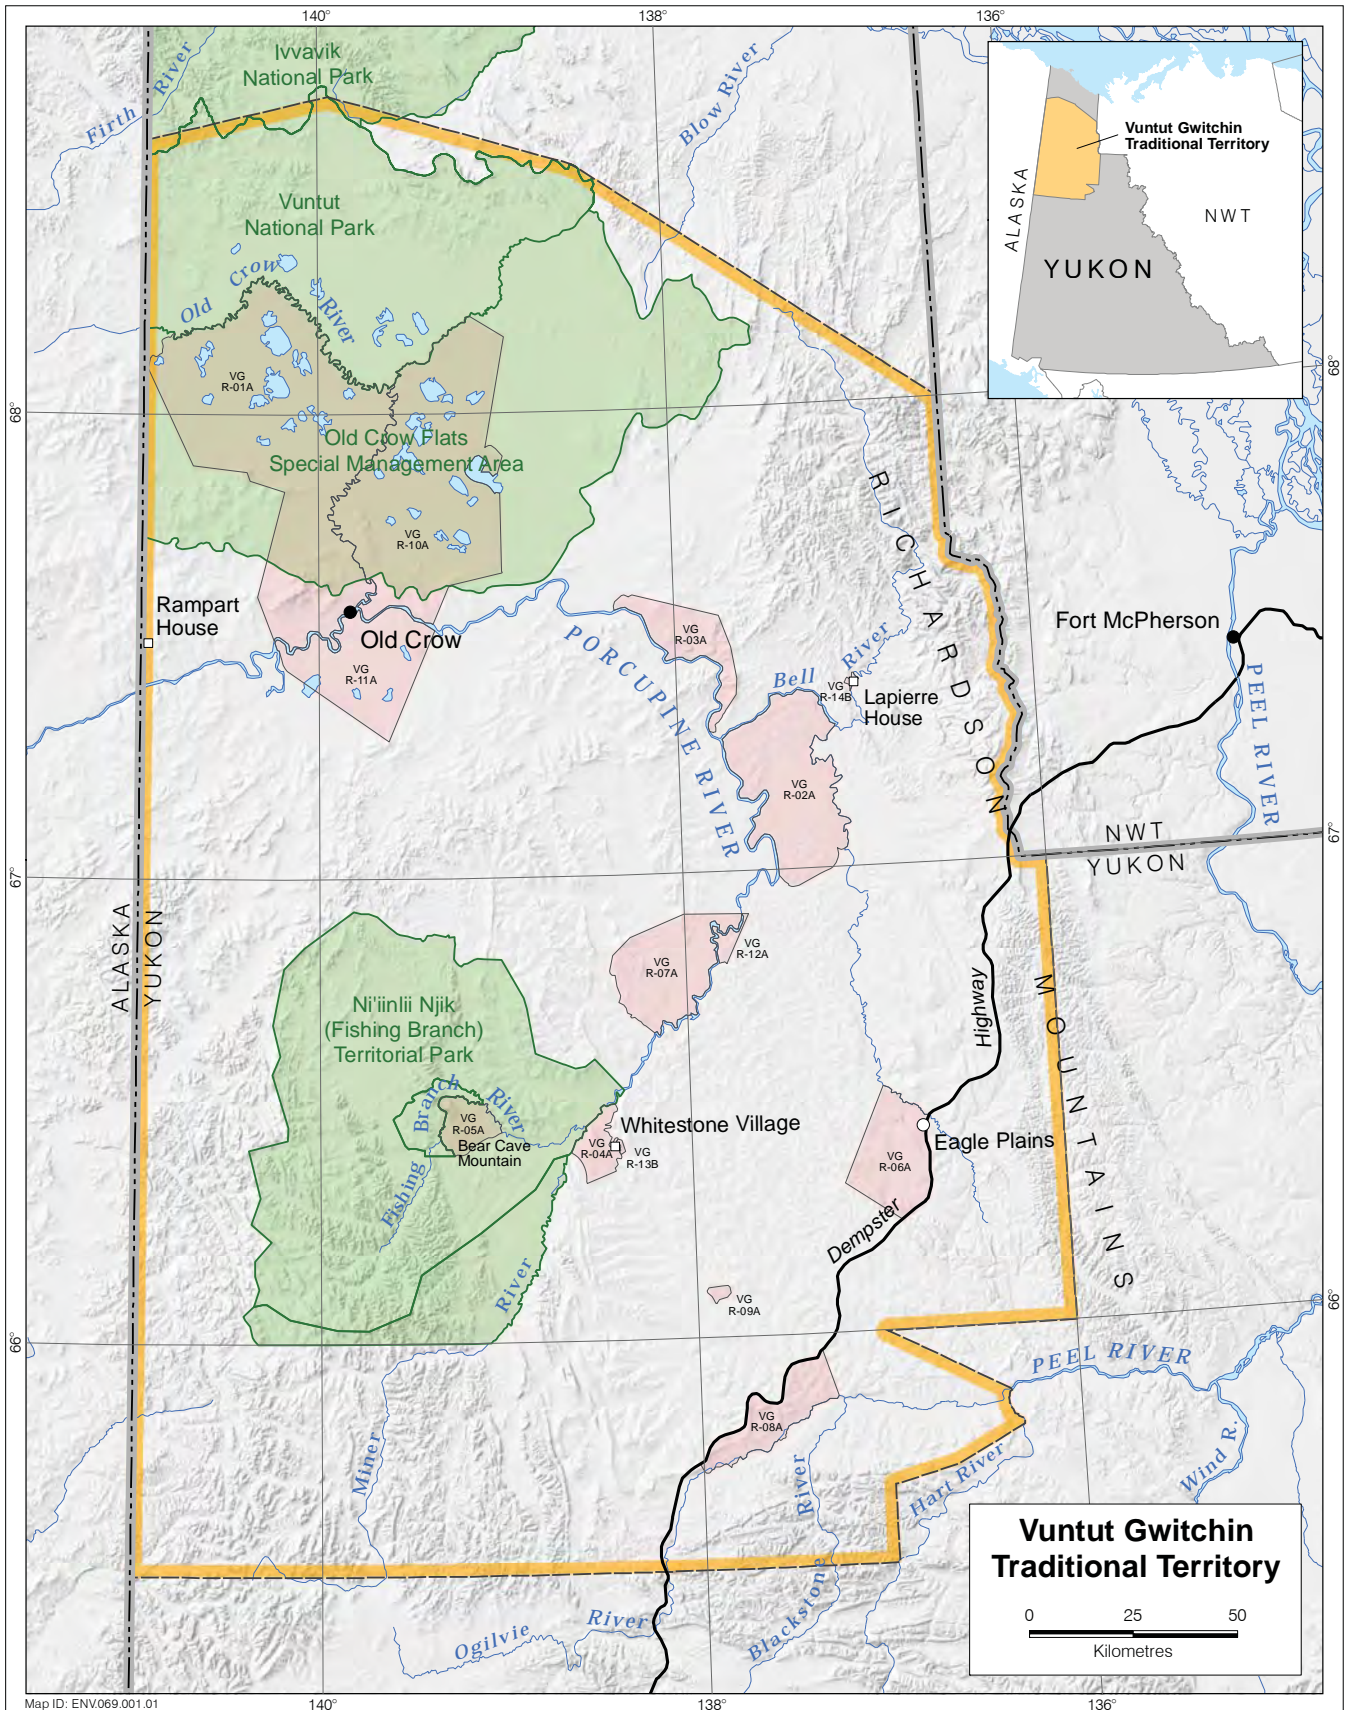 140°
138°
136°
Ivvavik
National Park
Firth River
Blow River
Vuntut Gwitchin
Traditional Territory
ALASKA
NWT
YUKON
Vuntut
National Park
Old Crow River
68°
68°
VG
R-01A
Old Crow Flats
Special Management Area
VG
R-10A
RICHARDSON MOUNTAINS
Rampart
House
Old Crow
VG
R-11A
PORCUPINE RIVER
VG
R-03A
Bell River
VG
R-14B
Lapierre
House
Fort McPherson
PEEL RIVER
VG
R-02A
NWT
YUKON
67°
67°
ALASKA
YUKON
VG
R-07A
VG
R-12A
Ni'iinlii Njik
(Fishing Branch)
Territorial Park
Fishing Branch River
VG
R-05A
Bear Cave
Mountain
Whitestone Village
VG
R-04A
VG
R-13B
Dempster Highway
Eagle Plains
VG
R-06A
River
VG
R-09A
66°
66°
PEEL RIVER
Miner
VG
R-08A
Blackstone River
Hart River
Wind R.
Ogilvie River
Vuntut Gwitchin
Traditional Territory
0 25 50
Kilometres
Map ID: ENV.069.001.01
140°
138°
136°